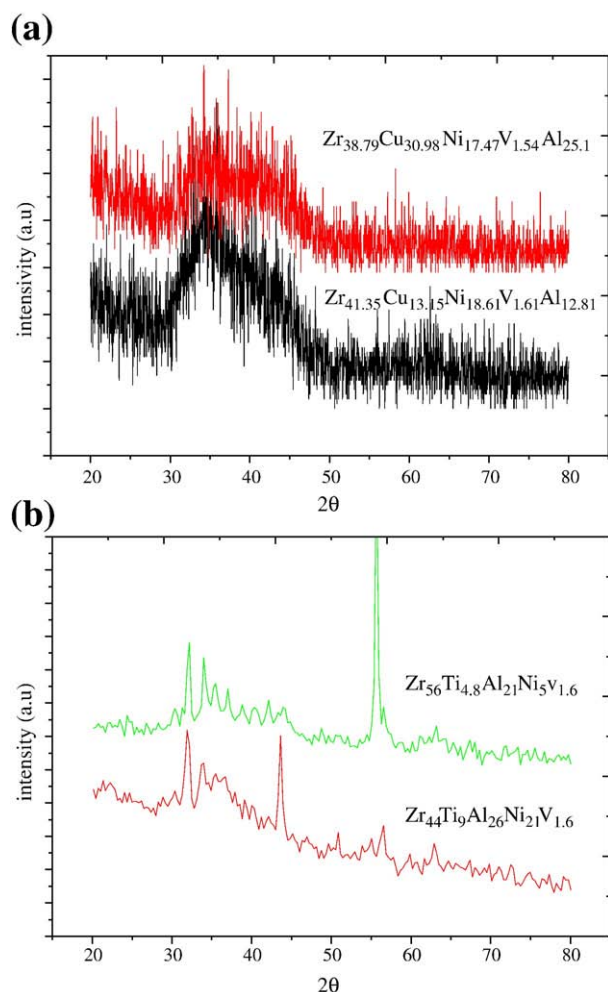 (a)
Zr38.79Cu30.98Ni17.47V1.54Al25.1
Zr41.35Cu13.15Ni18.61V1.61Al12.81
intensivity (a.u)
20 30 40 50 60 70 80
2θ
(b)
Zr56Ti4.8Al21Ni5v1.6
Zr44Ti9Al26Ni21V1.6
intensity (a.u)
20 30 40 50 60 70 80
2θ